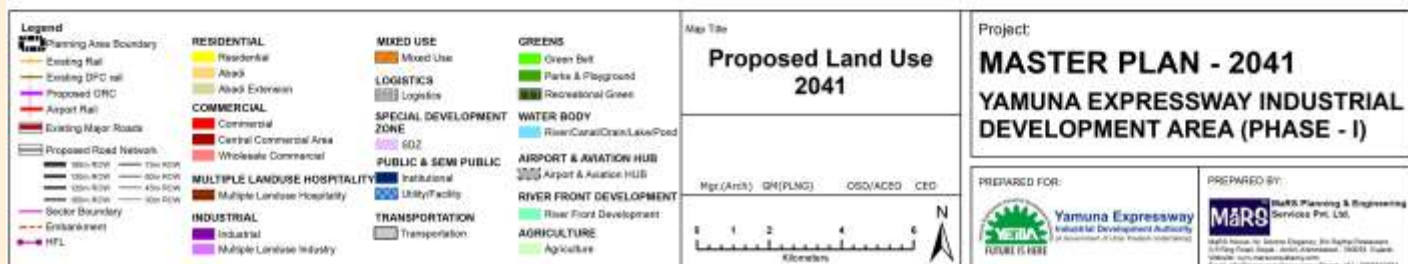 Legend
Planning Area Boundary
Existing Rail
Existing DFC rail
Proposed ORC
Airport Rail
Existing Major Roads
Proposed Road Network
Sector Boundary
Embankment
HFL
RESIDENTIAL
Residential
Abadi
Abadi Extension
COMMERCIAL
Commercial
Central Commercial Area
Wholesale Commercial
MULTIPLE LANDUSE HOSPITALITY
Multiple Landuse Hospitality
INDUSTRIAL
Industrial
Multiple Landuse Industry
MIXED USE
Mixed Use
LOGISTICS
Logistics
SPECIAL DEVELOPMENT
ZONE
SDZ
PUBLIC & SEMI PUBLIC
Institutional
Utility/Facility
TRANSPORTATION
Transportation
GREENS
Green Belt
Parks & Playground
Recreational Green
WATER BODY
River/Canal/Drain/Lake/Pond
AIRPORT & AVIATION HUB
Airport & Aviation HUB
RIVER FRONT DEVELOPMENT
River Front Development
AGRICULTURE
Agriculture
Map Title
Proposed Land Use
2041
Mgr.(Arch) GM(PLNG) OSD/ACEO CEO
N
0 1 2 4 6
Kilometers
Project:
MASTER PLAN - 2041
YAMUNA EXPRESSWAY INDUSTRIAL
DEVELOPMENT AREA (PHASE - I)
PREPARED FOR:
YEIDA
FUTURE IS HERE
Yamuna Expressway
Industrial Development Authority
PREPARED BY:
MaRS
MaRS Planning & Engineering
Services Pvt. Ltd.